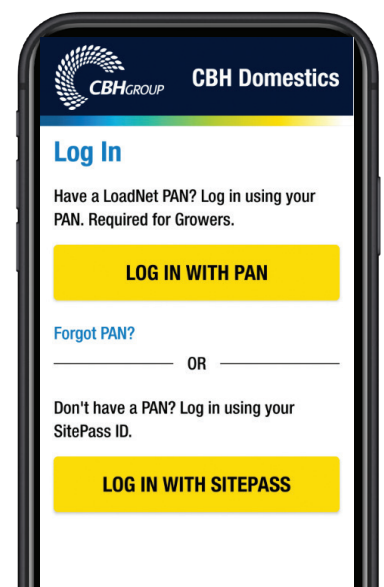 CBHGROUP
CBH Domestics
Log In
Have a LoadNet PAN? Log in using your
PAN. Required for Growers.
LOG IN WITH PAN
Forgot PAN?
OR
Don't have a PAN? Log in using your
SitePass ID.
LOG IN WITH SITEPASS